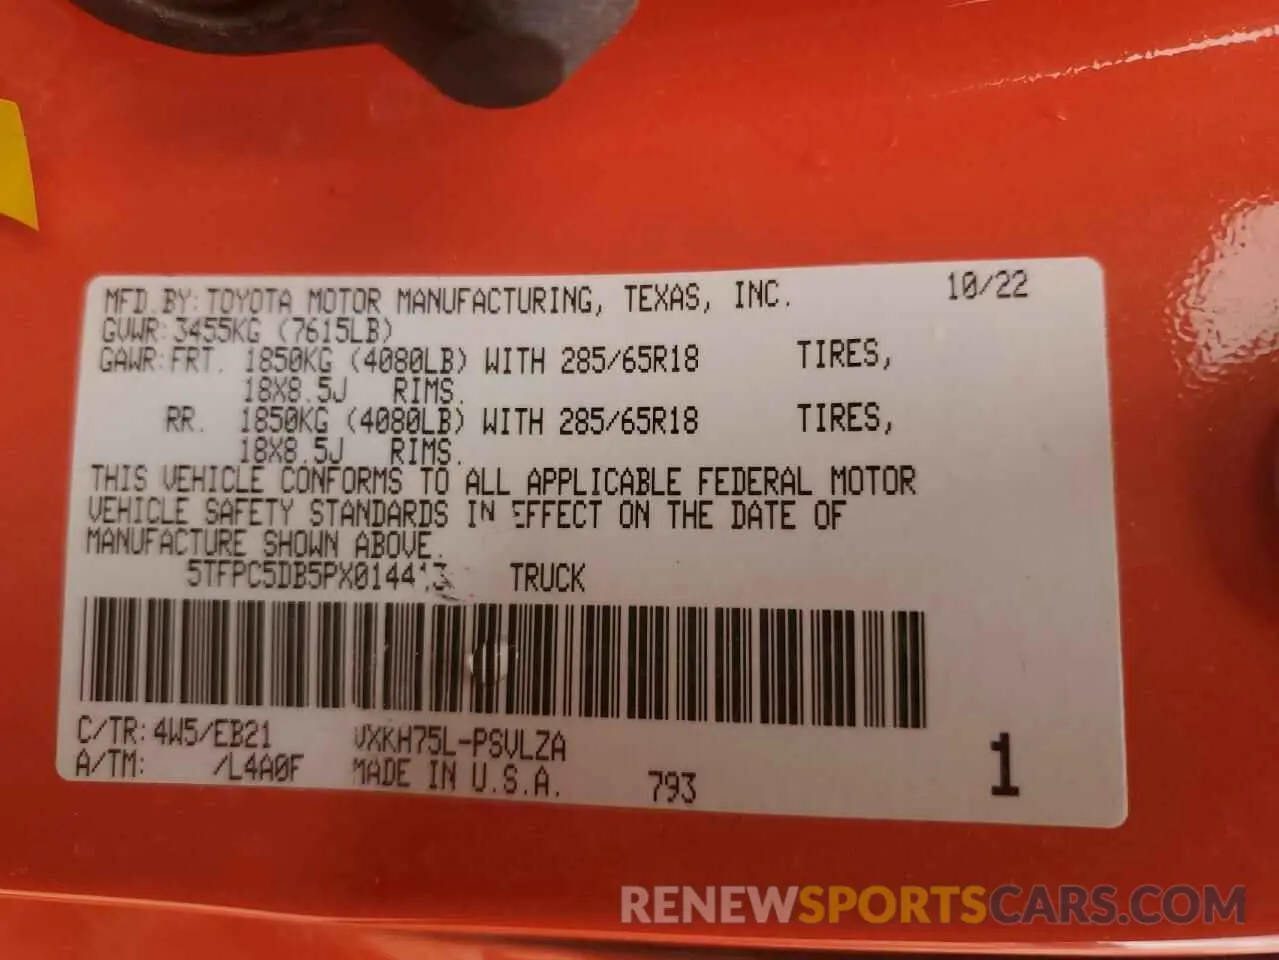 MFD.BY:TOYOTA MOTOR MANUFACTURING, TEXAS, INC. 10/22
GVWR:3455KG (7615LB)
GAWR:FRT. 1850KG (4080LB) WITH 285/65R18 TIRES,
18X8.5J RIMS.
RR. 1850KG (4080LB) WITH 285/65R18 TIRES,
18X8.5J RIMS.
THIS VEHICLE CONFORMS TO ALL APPLICABLE FEDERAL MOTOR
VEHICLE SAFETY STANDARDS IN EFFECT ON THE DATE OF
MANUFACTURE SHOWN ABOVE.
5TFPC5DB5PX014413 TRUCK
C/TR:4W5/EB21 VXKH75L-PSVLZA
A/TM: /L4A0F MADE IN U.S.A. 793 1
RENEWSPORTSCARS.COM